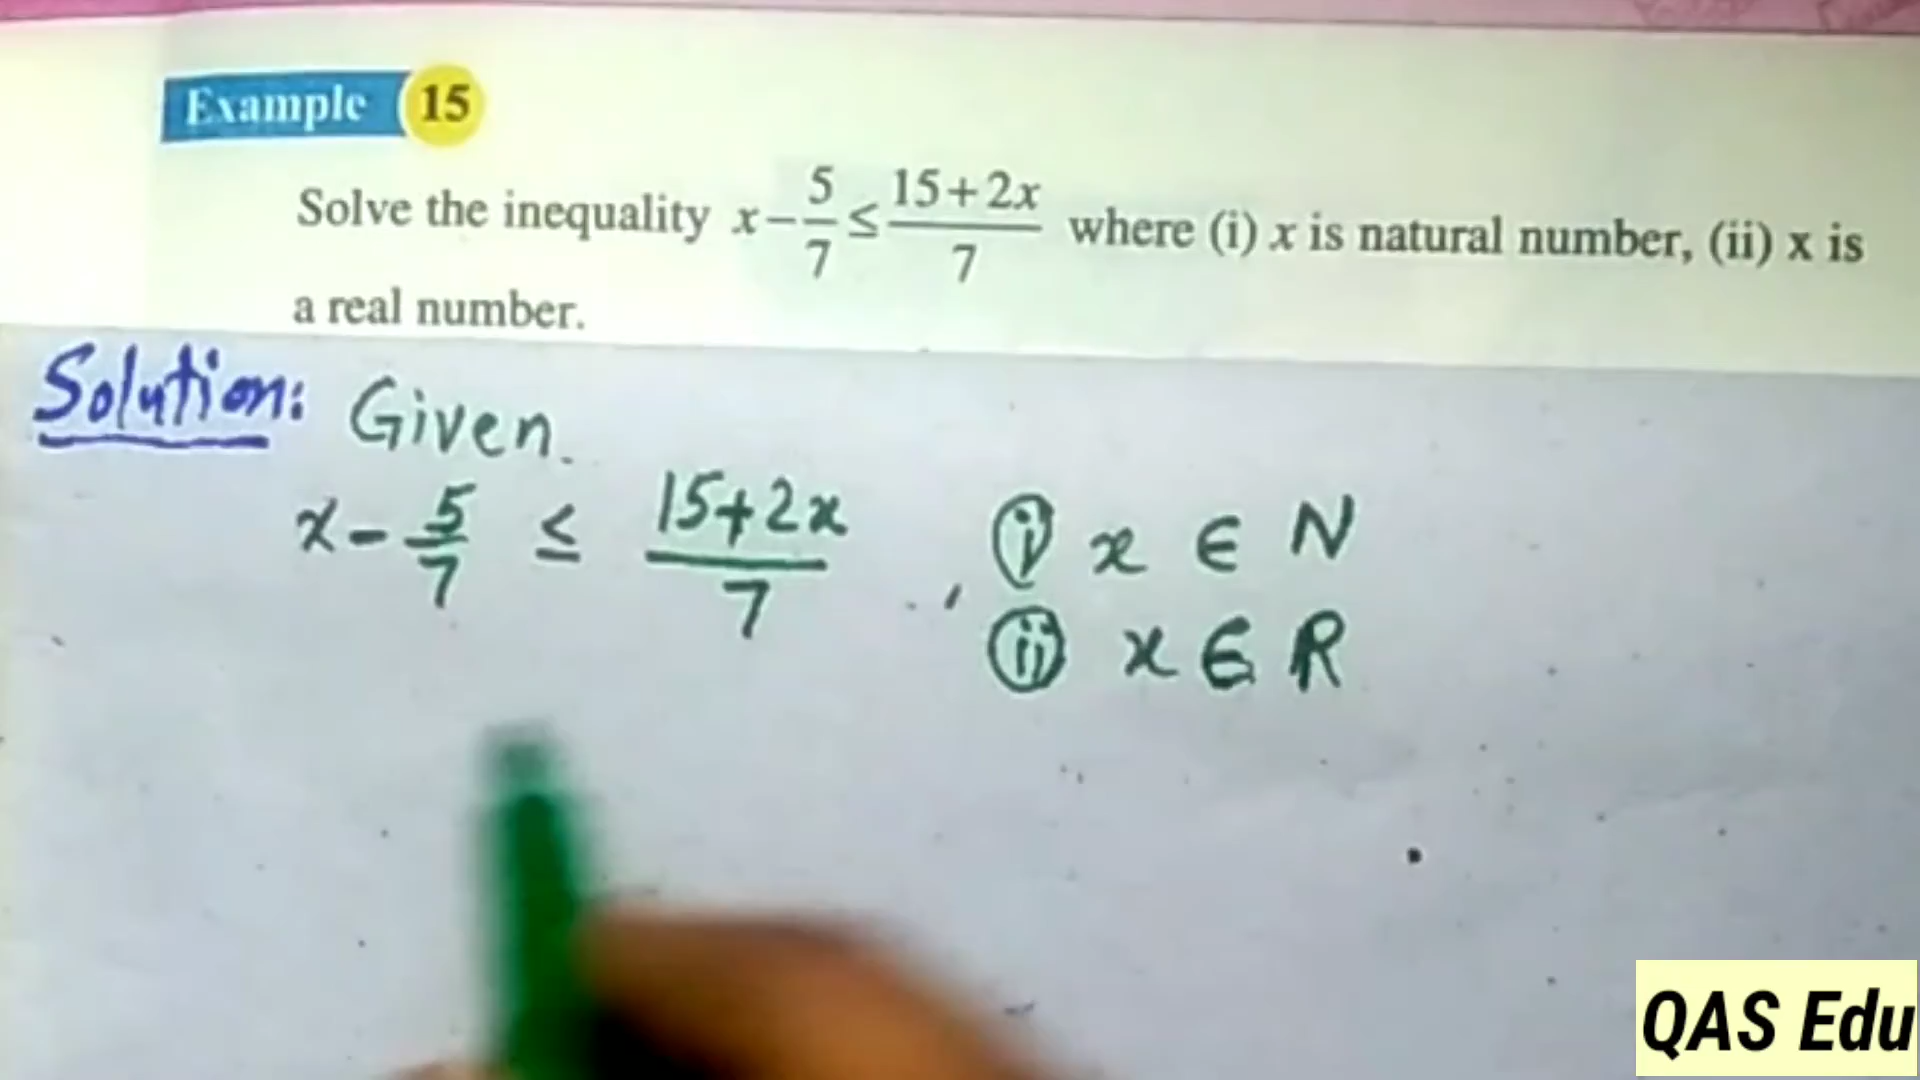 Example 15
Solve the inequality x − 5/7 ≤ (15+2x)/7 where (i) x is natural number, (ii) x is
a real number.
Solution: Given
x − 5/7 ≤ (15+2x)/7 , (i) x ∈ N
(ii) x ∈ R
QAS Edu